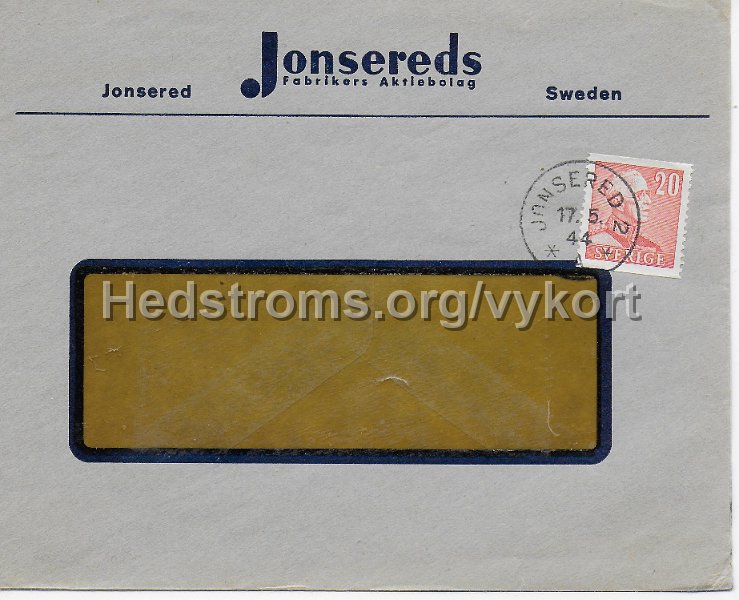 Jonsereds
Fabrikers Aktiebolag
Jonsered
Sweden
20
SVERIGE
JONSERED 2
17. 5.
44
Hedstroms.org/vykort